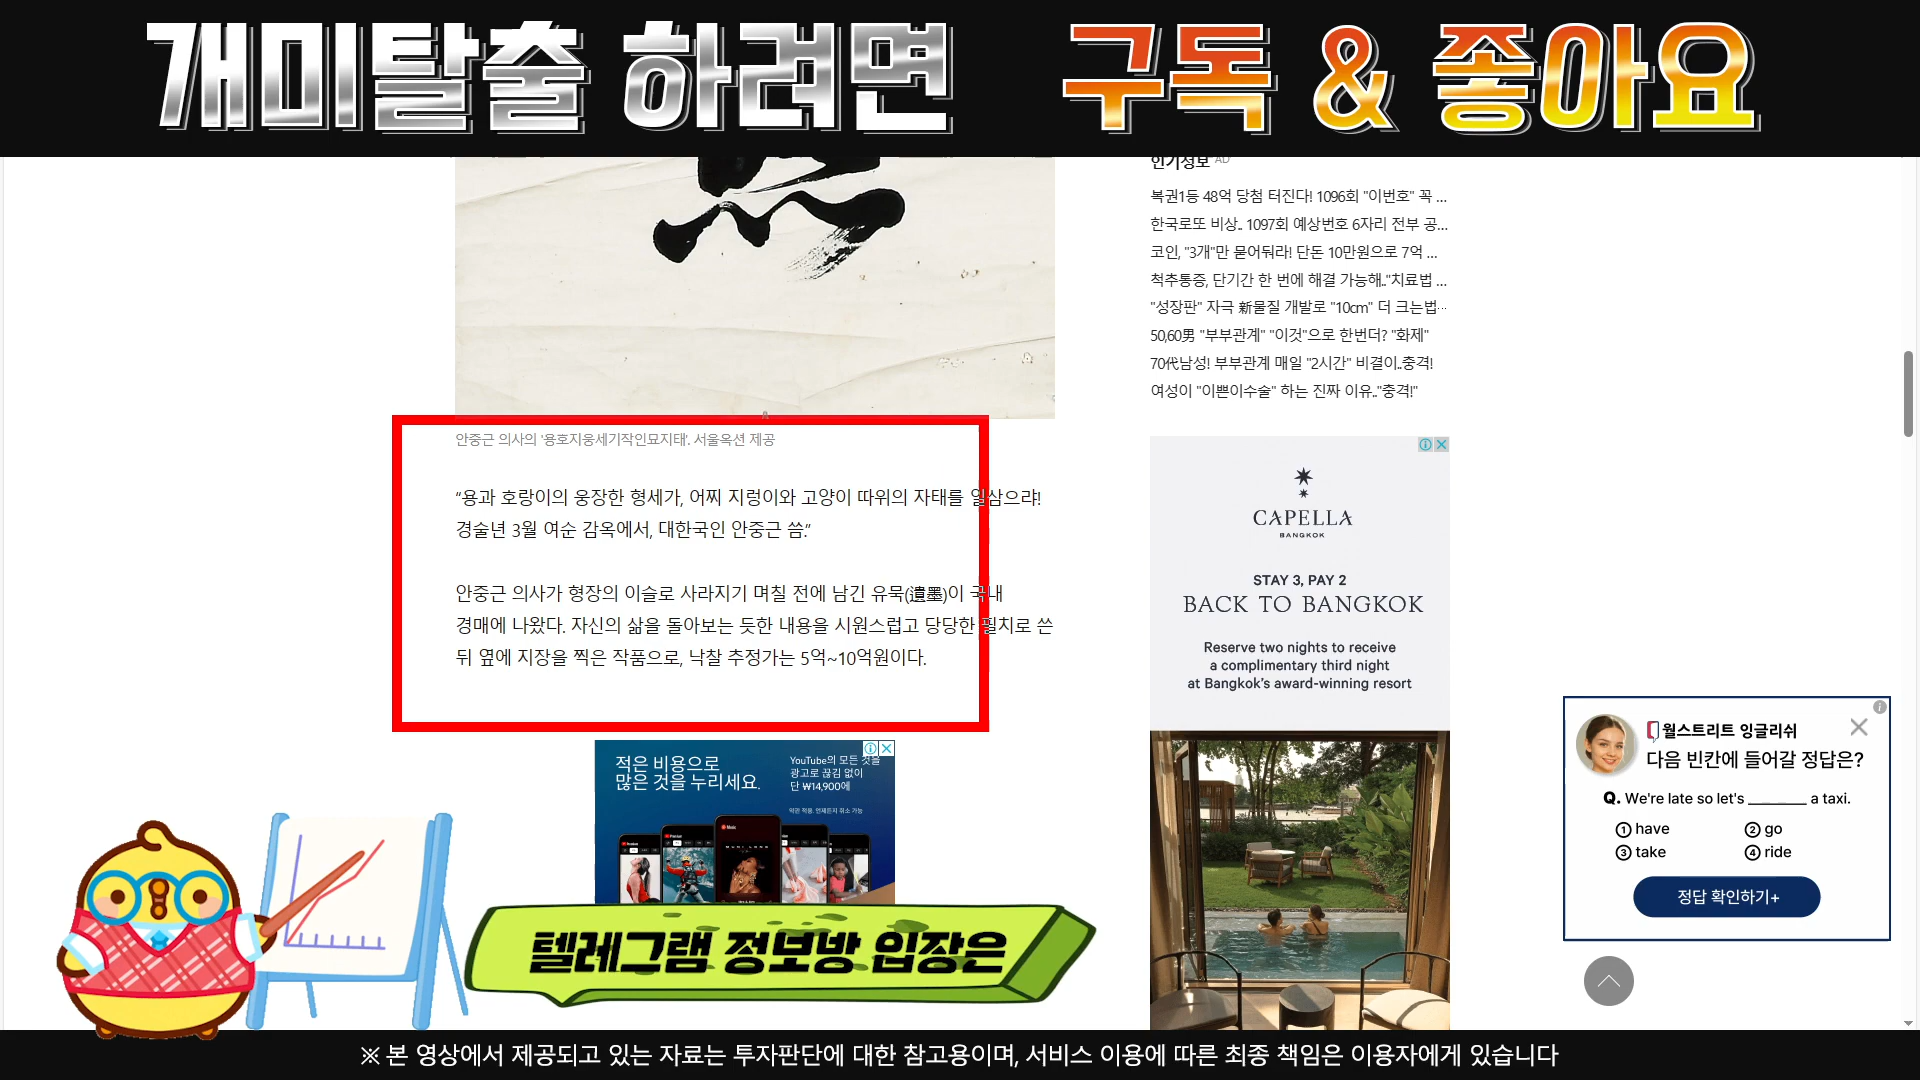 개미탈출 하려면 구독 & 좋아요
인기정보 AD
복권1등 48억 당첨 터진다! 1096회 "이번호" 꼭 ...
한국로또 비상.. 1097회 예상번호 6자리 전부 공...
코인, "3개"만 묻어둬라! 단돈 10만원으로 7억 ...
척추통증, 단기간 한 번에 해결 가능해.."치료법 ...
"성장판" 자극 新물질 개발로 "10cm" 더 크는법...
50,60男 "부부관계" "이것"으로 한번더? "화제"
70代남성! 부부관계 매일 "2시간" 비결이..충격!
여성이 "이쁜이수술" 하는 진짜 이유.."충격!"
안중근 의사의 '용호지웅세기작인묘지태'. 서울옥션 제공
“용과 호랑이의 웅장한 형세가, 어찌 지렁이와 고양이 따위의 자태를 일삼으랴!
경술년 3월 여순 감옥에서, 대한국인 안중근 씀.”
안중근 의사가 형장의 이슬로 사라지기 며칠 전에 남긴 유묵(遺墨)이 국내
경매에 나왔다. 자신의 삶을 돌아보는 듯한 내용을 시원스럽고 당당한 필치로 쓴
뒤 옆에 지장을 찍은 작품으로, 낙찰 추정가는 5억~10억원이다.
CAPELLA
BANGKOK
STAY 3, PAY 2
BACK TO BANGKOK
Reserve two nights to receive
a complimentary third night
at Bangkok's award-winning resort
적은 비용으로
많은 것을 누리세요.
YouTube의 모든 것을
광고로 끊김 없이
단 ₩14,900에
약관 적용. 언제든지 취소 가능
월스트리트 잉글리쉬
다음 빈칸에 들어갈 정답은?
Q. We're late so let's ______ a taxi.
① have ② go
③ take ④ ride
정답 확인하기+
텔레그램 정보방 입장은
※ 본 영상에서 제공되고 있는 자료는 투자판단에 대한 참고용이며, 서비스 이용에 따른 최종 책임은 이용자에게 있습니다